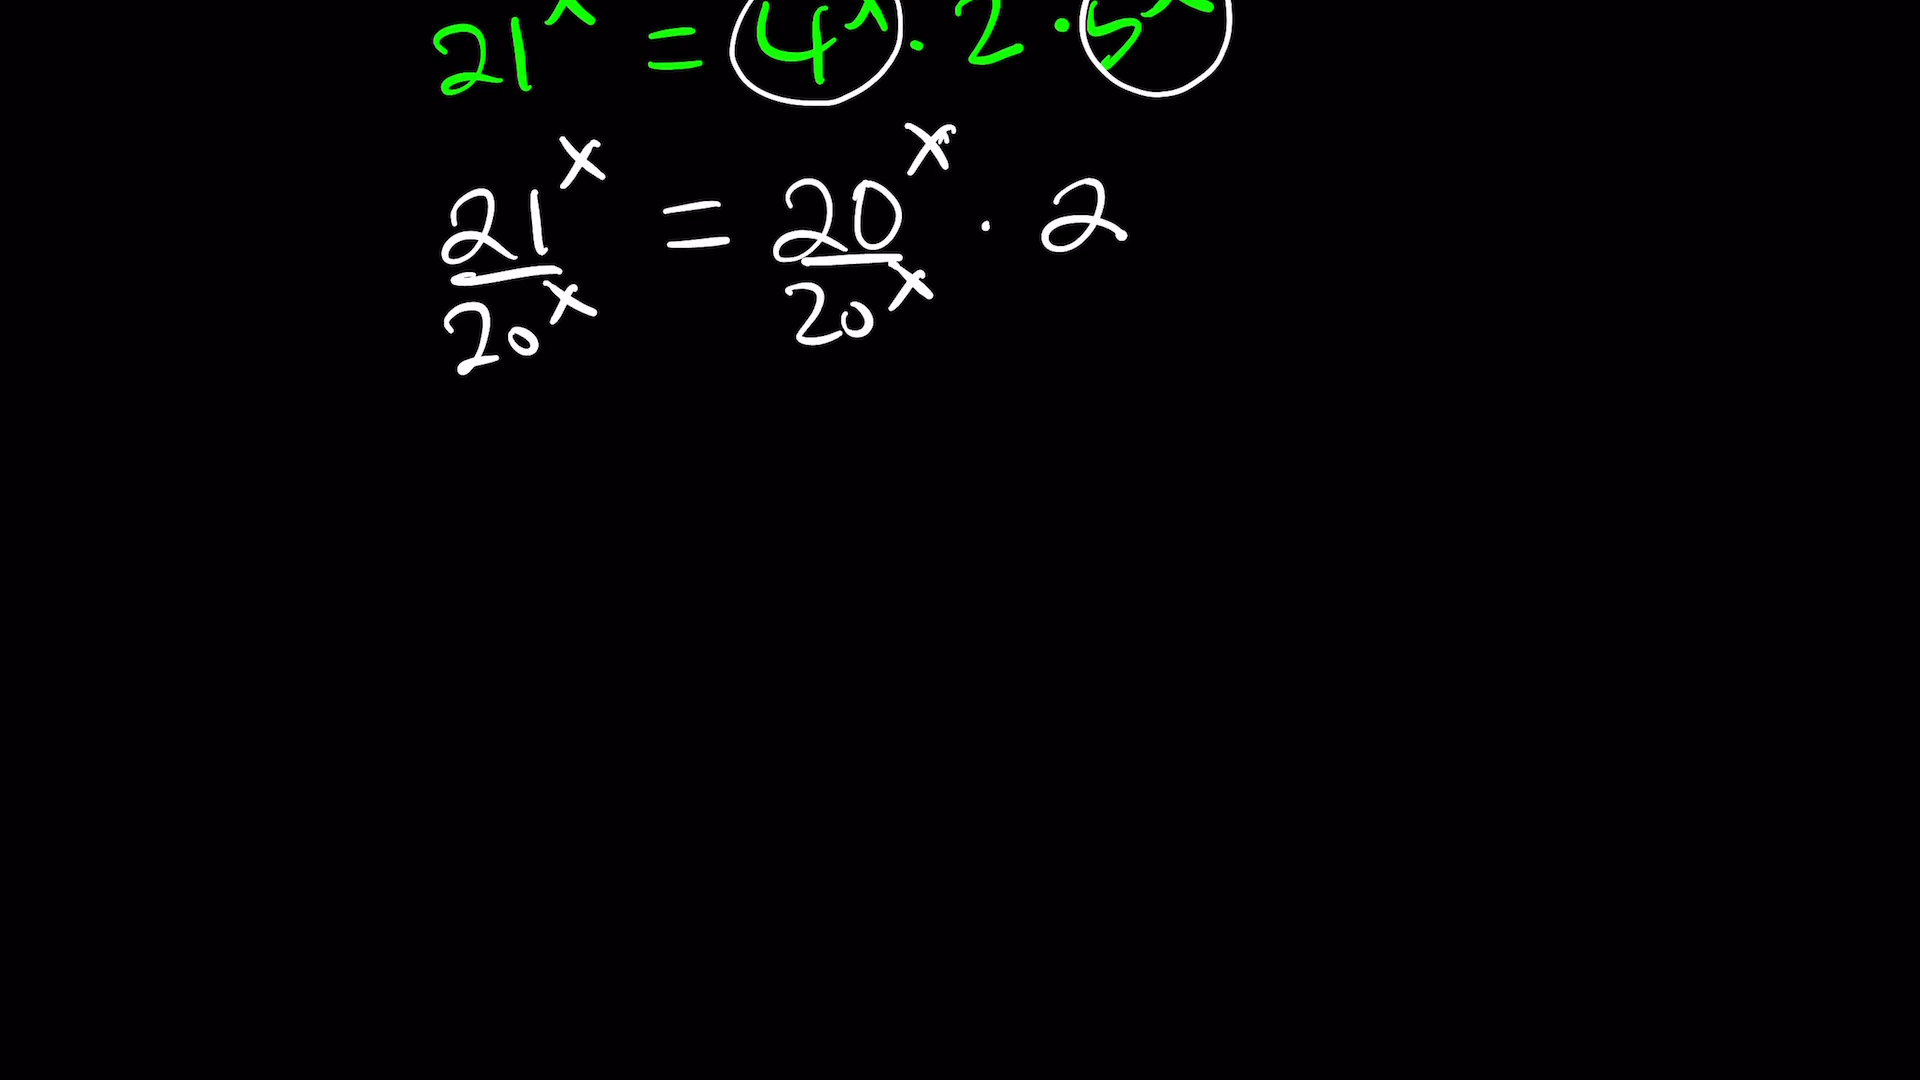 21^x = 4^x · 2 · 5^x
21^x / 20^x = 20^x / 20^x · 2